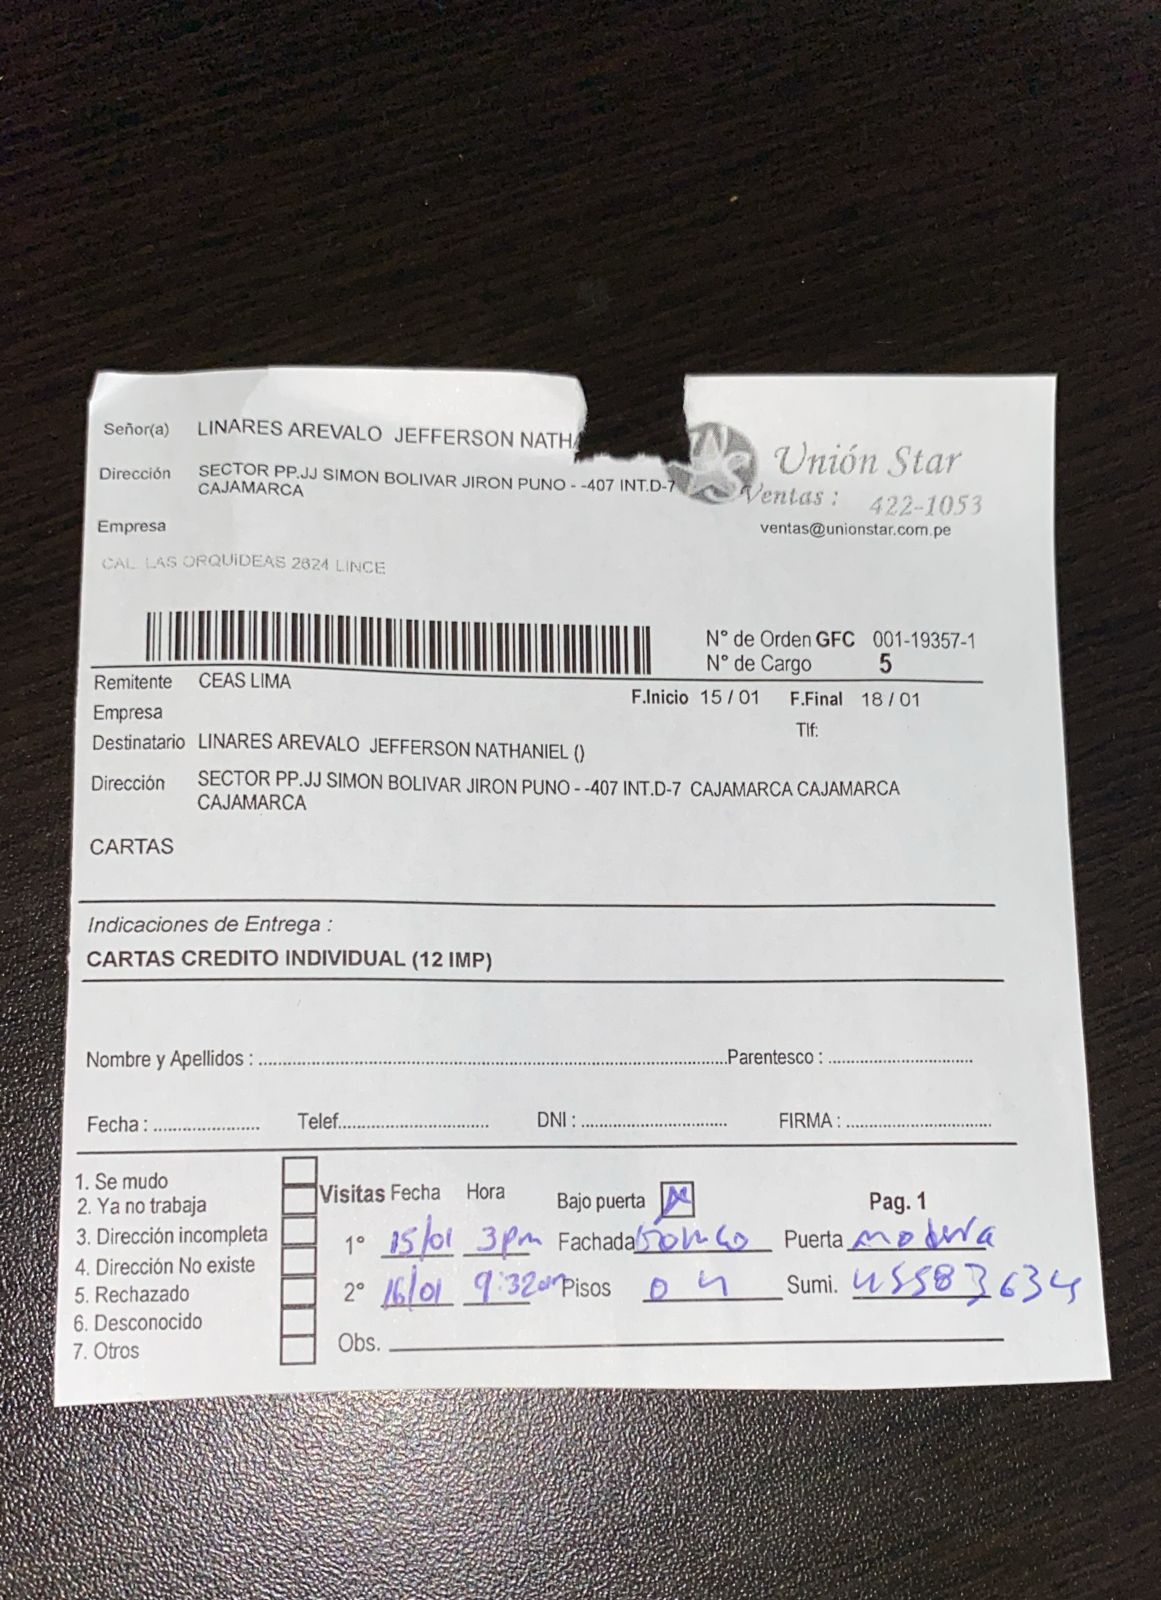 Señor(a) LINARES AREVALO JEFFERSON NATH
Dirección SECTOR PP.JJ SIMON BOLIVAR JIRON PUNO - -407 INT.D-7
CAJAMARCA
Unión Star
Ventas : 422-1053
ventas@unionstar.com.pe
Empresa
CAL. LAS ORQUIDEAS 2624 LINCE
N° de Orden GFC 001-19357-1
N° de Cargo 5
Remitente CEAS LIMA
F.Inicio 15 / 01 F.Final 18 / 01
Empresa
Tlf:
Destinatario LINARES AREVALO JEFFERSON NATHANIEL ()
Dirección SECTOR PP.JJ SIMON BOLIVAR JIRON PUNO - -407 INT.D-7 CAJAMARCA CAJAMARCA
CAJAMARCA
CARTAS
Indicaciones de Entrega :
CARTAS CREDITO INDIVIDUAL (12 IMP)
Nombre y Apellidos : Parentesco :
Fecha : Telef. DNI : FIRMA :
1. Se mudo
2. Ya no trabaja
3. Dirección incompleta
4. Dirección No existe
5. Rechazado
6. Desconocido
7. Otros
Visitas Fecha Hora Bajo puerta Pag. 1
1° 15/01 3pm Fachada Puerta
2° 16/01 9:32am Pisos 04 Sumi.
Obs.